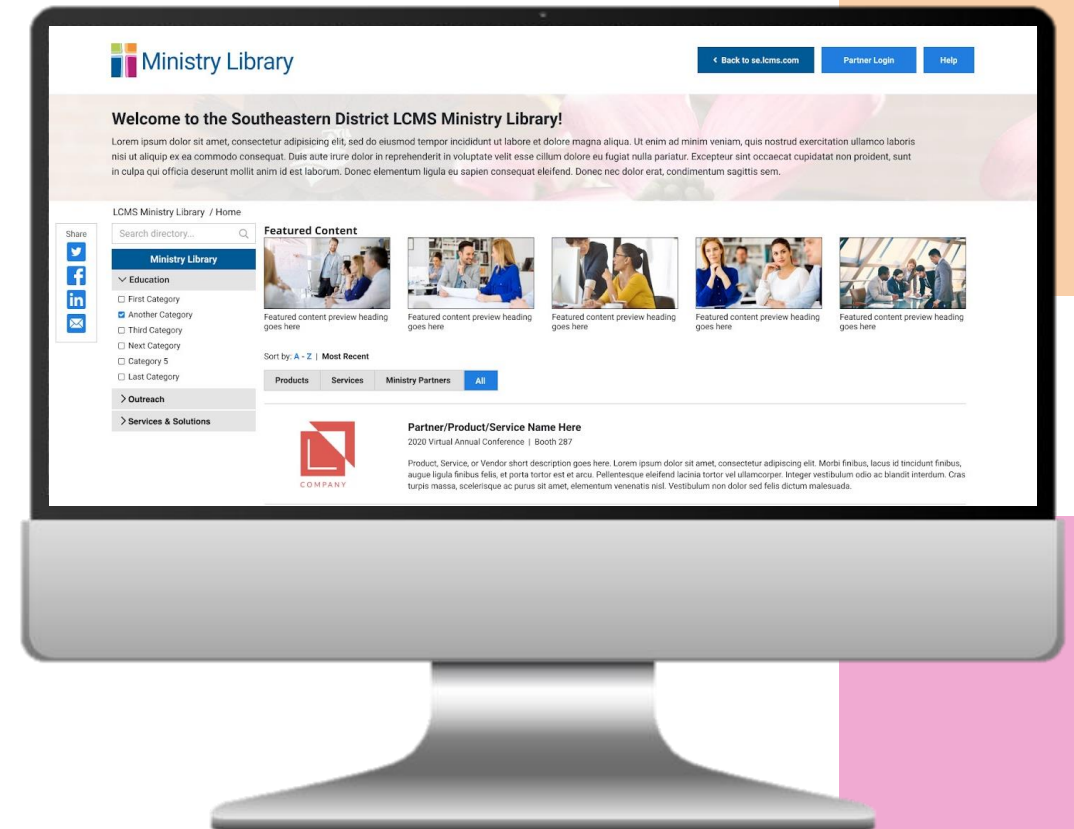 Ministry Library
< Back to se.lcms.com
Partner Login
Help
Welcome to the Southeastern District LCMS Ministry Library!
Lorem ipsum dolor sit amet, consectetur adipisicing elit, sed do eiusmod tempor incididunt ut labore et dolore magna aliqua. Ut enim ad minim veniam, quis nostrud exercitation ullamco laboris
nisi ut aliquip ex ea commodo consequat. Duis aute irure dolor in reprehenderit in voluptate velit esse cillum dolore eu fugiat nulla pariatur. Excepteur sint occaecat cupidatat non proident, sunt
in culpa qui officia deserunt mollit anim id est laborum. Donec elementum ligula eu sapien consequat eleifend. Donec nec dolor erat, condimentum sagittis sem.
LCMS Ministry Library / Home
Share
Search directory...
Ministry Library
Education
First Category
Another Category
Third Category
Next Category
Category 5
Last Category
Outreach
Services & Solutions
Featured Content
Featured content preview heading
goes here
Featured content preview heading
goes here
Featured content preview heading
goes here
Featured content preview heading
goes here
Featured content preview heading
goes here
Sort by: A - Z | Most Recent
Products
Services
Ministry Partners
All
COMPANY
Partner/Product/Service Name Here
2020 Virtual Annual Conference | Booth 287
Product, Service, or Vendor short description goes here. Lorem ipsum dolor sit amet, consectetur adipiscing elit. Morbi finibus, lacus id tincidunt finibus,
augue ligula finibus felis, et porta tortor est et arcu. Pellentesque eleifend lacinia tortor vel ullamcorper. Integer vestibulum odio ac blandit interdum. Cras
turpis massa, scelerisque ac purus sit amet, elementum venenatis nisl. Vestibulum non dolor sed felis dictum malesuada.